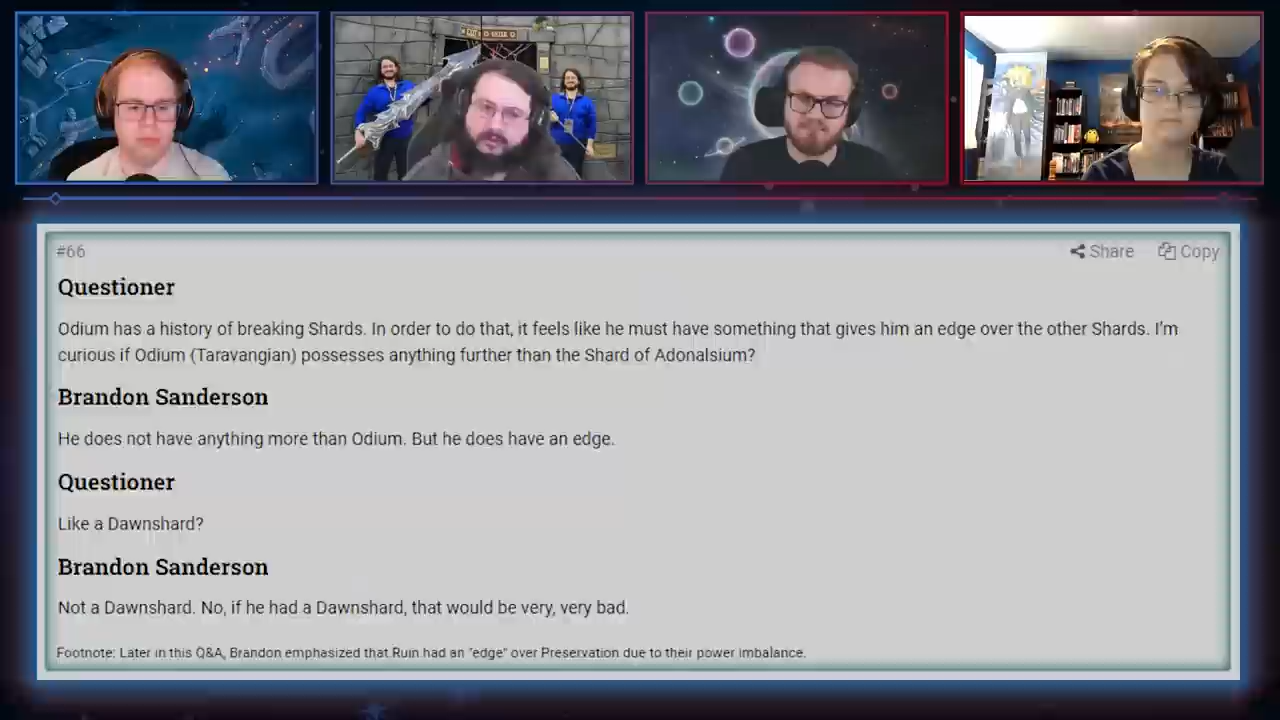 #66
Share
Copy
Questioner
Odium has a history of breaking Shards. In order to do that, it feels like he must have something that gives him an edge over the other Shards. I'm
curious if Odium (Taravangian) possesses anything further than the Shard of Adonalsium?
Brandon Sanderson
He does not have anything more than Odium. But he does have an edge.
Questioner
Like a Dawnshard?
Brandon Sanderson
Not a Dawnshard. No, if he had a Dawnshard, that would be very, very bad.
Footnote: Later in this Q&A, Brandon emphasized that Ruin had an "edge" over Preservation due to their power imbalance.